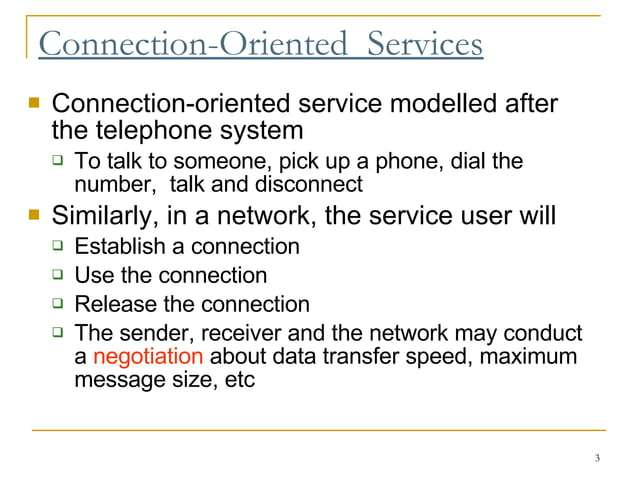 Connection-Oriented  Services
Connection-oriented service modelled after
the telephone system
To talk to someone, pick up a phone, dial the
number,  talk and disconnect
Similarly, in a network, the service user will
Establish a connection
Use the connection
Release the connection
The sender, receiver and the network may conduct
a negotiation about data transfer speed, maximum
message size, etc
3